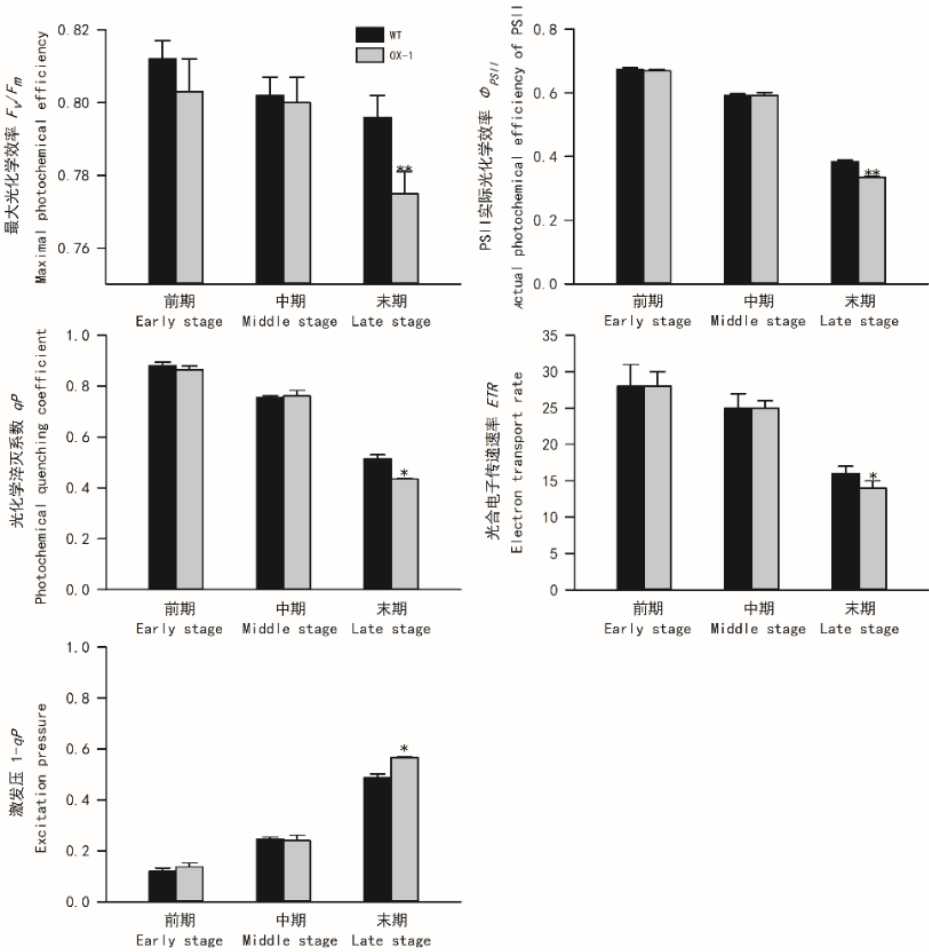 最大光化学效率 Fv/Fm
Maximal photochemical efficiency
0.82
0.80
0.78
0.76
WT
OX-1
**
前期
中期
末期
Early stage
Middle stage
Late stage
PSII实际光化学效率 ΦPSII
Actual photochemical efficiency of PSII
0.8
0.6
0.4
0.2
0.0
**
前期
中期
末期
Early stage
Middle stage
Late stage
光化学淬灭系数 qP
Photochemical quenching coefficient
1.0
0.8
0.6
0.4
0.2
0.0
*
前期
中期
末期
Early stage
Middle stage
Late stage
光合电子传递速率 ETR
Electron transport rate
35
30
25
20
15
10
5
0
*
前期
中期
末期
Early stage
Middle stage
Late stage
激发压 1-qP
Excitation pressure
1.0
0.8
0.6
0.4
0.2
0.0
*
前期
中期
末期
Early stage
Middle stage
Late stage